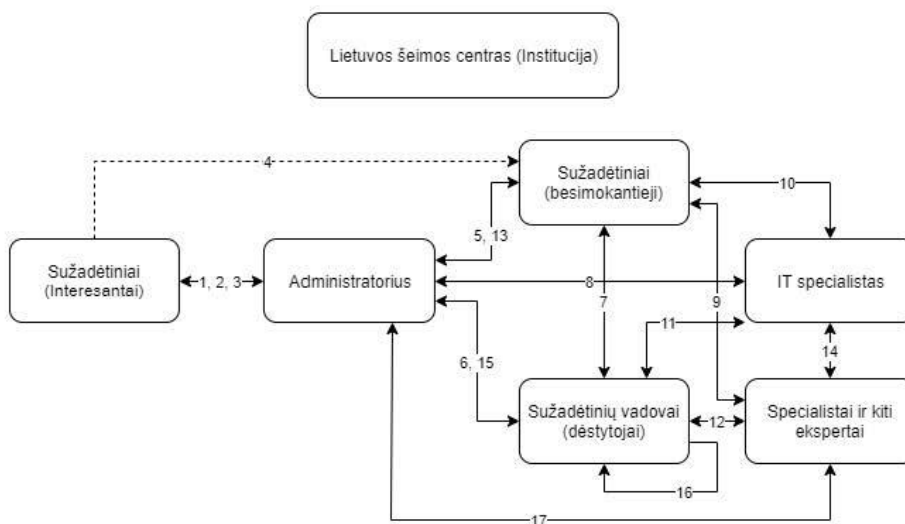 Lietuvos šeimos centras (Institucija)
4
Sužadėtiniai
(besimokantieji)
10
5, 13
Sužadėtiniai
(Interesantai)
1, 2, 3
Administratorius
8
IT specialistas
7
9
11
14
6, 15
Sužadėtinių vadovai
(dėstytojai)
12
Specialistai ir kiti
ekspertai
16
17